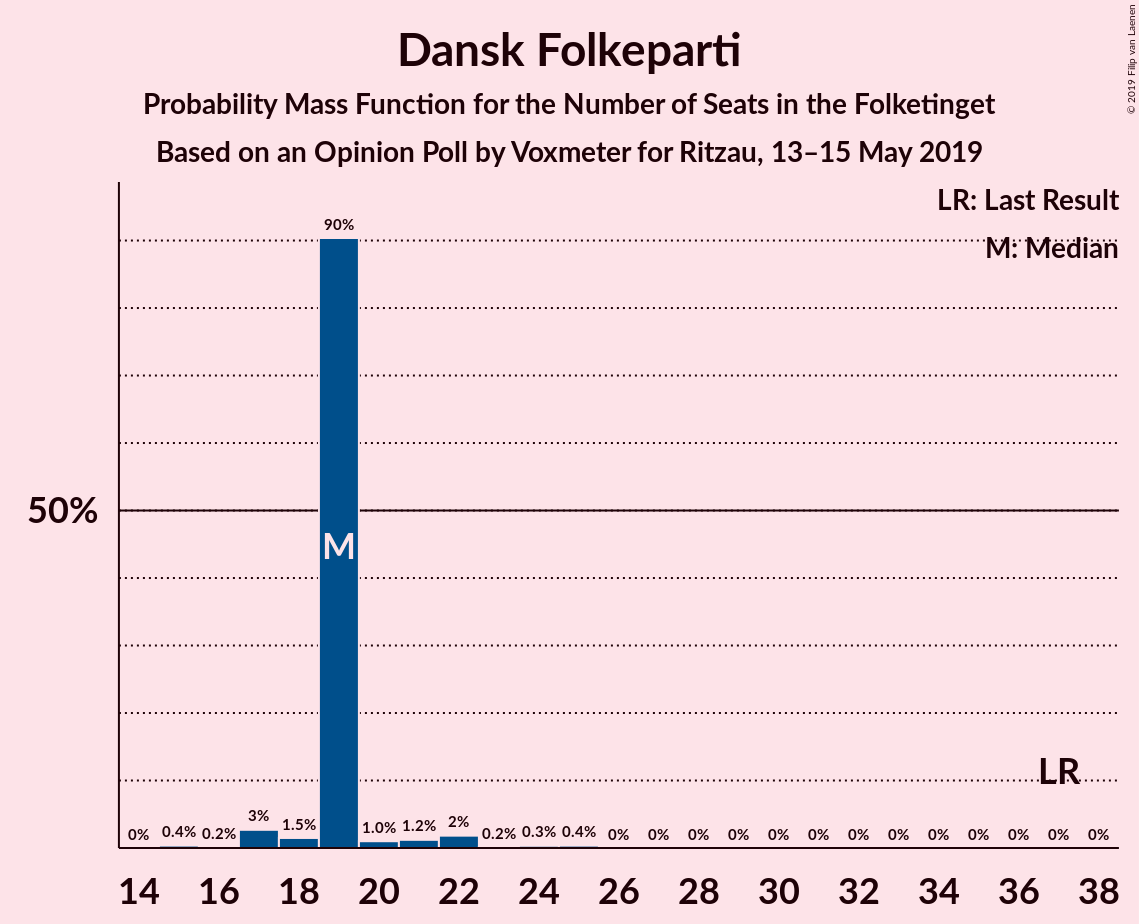 Dansk Folkeparti
Probability Mass Function for the Number of Seats in the Folketinget
Based on an Opinion Poll by Voxmeter for Ritzau, 13–15 May 2019
© 2019 Filip van Laenen
LR: Last Result
M: Median
90%
50%
M
LR
0% 0.4% 0.2% 3% 1.5% 1.0% 1.2% 2% 0.2% 0.3% 0.4% 0% 0% 0% 0% 0% 0% 0% 0% 0% 0% 0% 0% 0%
14 16 18 20 22 24 26 28 30 32 34 36 38